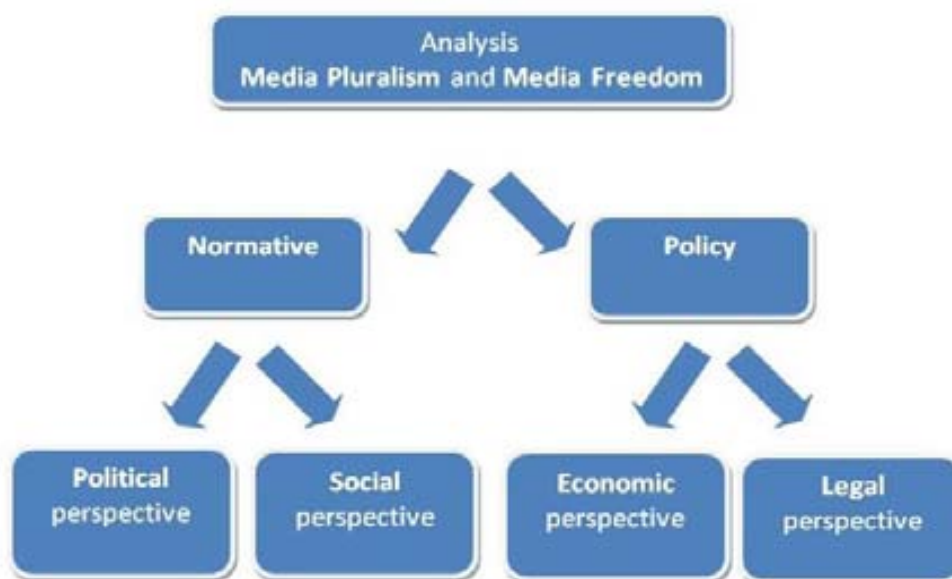 Analysis
Media Pluralism and Media Freedom
Normative
Policy
Political
perspective
Social
perspective
Economic
perspective
Legal
perspective